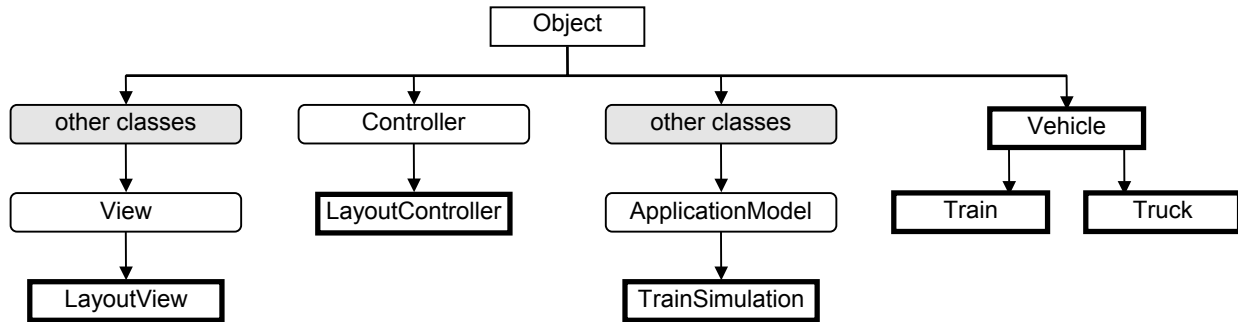 Object
other classes
Controller
other classes
Vehicle
View
LayoutController
ApplicationModel
Train
Truck
LayoutView
TrainSimulation